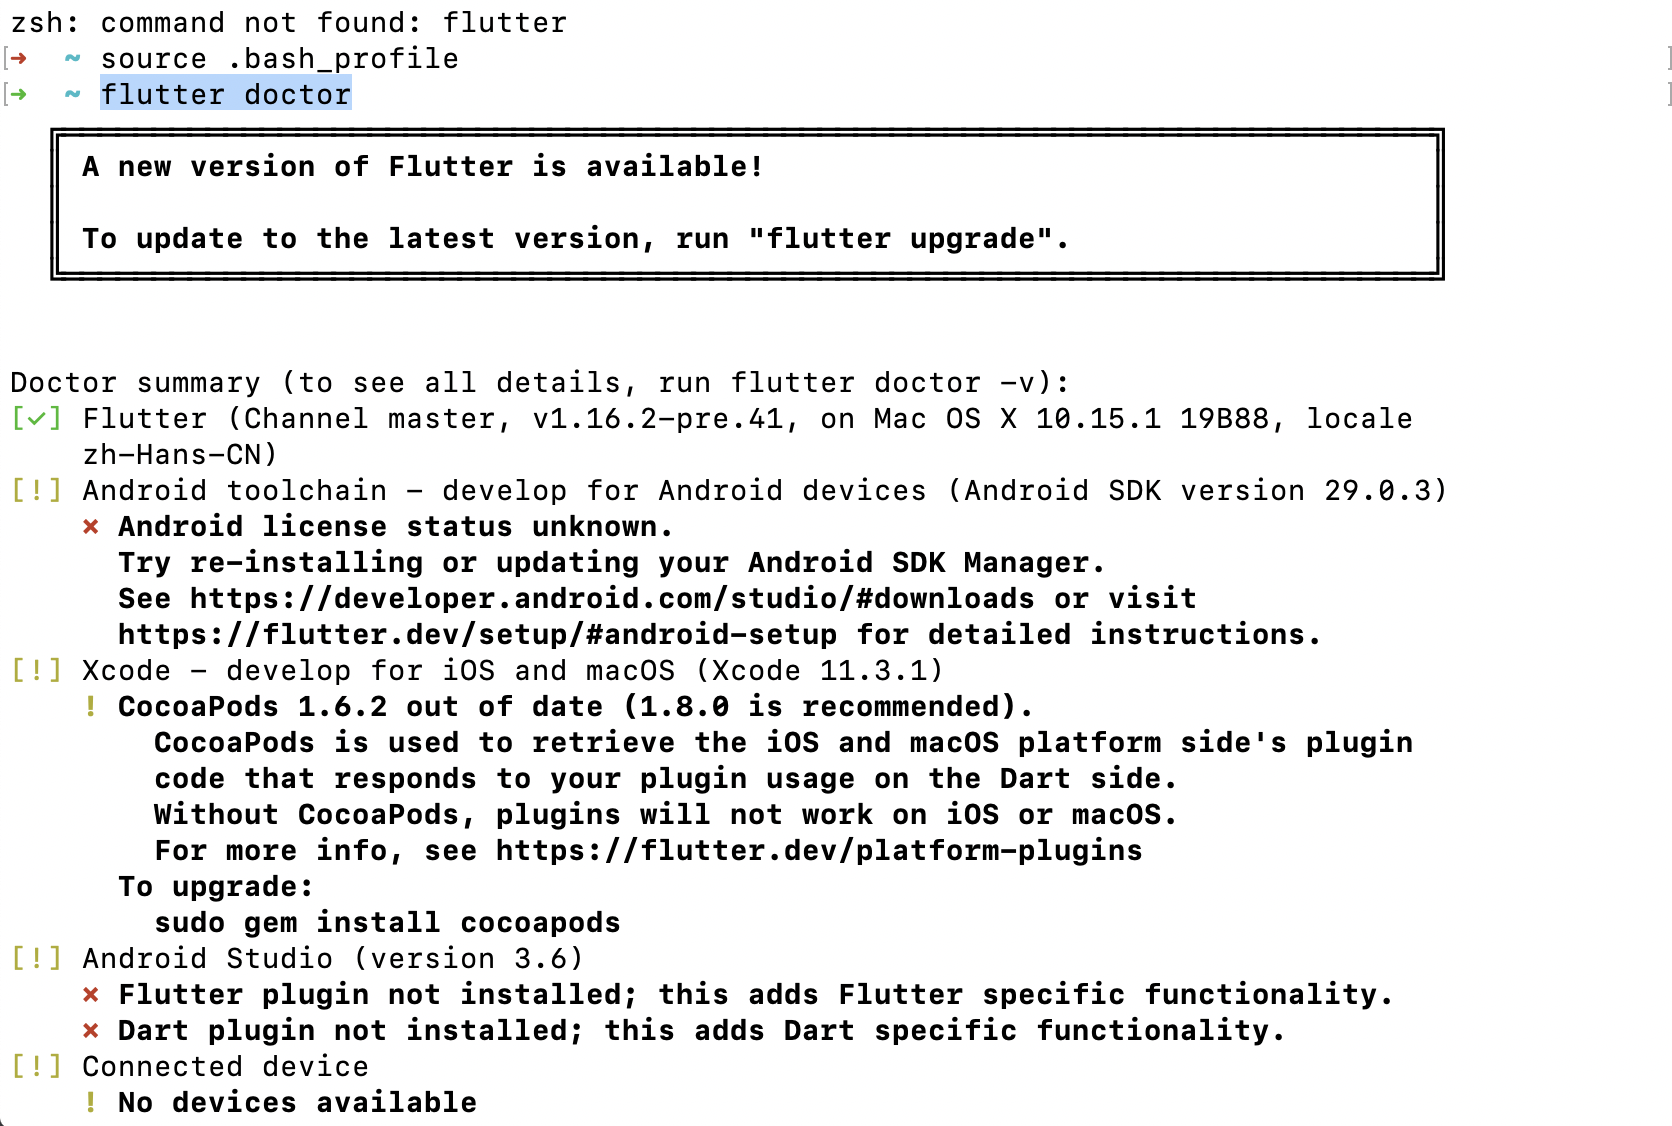 zsh: command not found: flutter
[➜  ~ source .bash_profile ]
[➜  ~ flutter doctor ]
A new version of Flutter is available!
To update to the latest version, run "flutter upgrade".
Doctor summary (to see all details, run flutter doctor -v):
[✓] Flutter (Channel master, v1.16.2-pre.41, on Mac OS X 10.15.1 19B88, locale
zh-Hans-CN)
[!] Android toolchain - develop for Android devices (Android SDK version 29.0.3)
✗ Android license status unknown.
Try re-installing or updating your Android SDK Manager.
See https://developer.android.com/studio/#downloads or visit
https://flutter.dev/setup/#android-setup for detailed instructions.
[!] Xcode - develop for iOS and macOS (Xcode 11.3.1)
! CocoaPods 1.6.2 out of date (1.8.0 is recommended).
CocoaPods is used to retrieve the iOS and macOS platform side's plugin
code that responds to your plugin usage on the Dart side.
Without CocoaPods, plugins will not work on iOS or macOS.
For more info, see https://flutter.dev/platform-plugins
To upgrade:
sudo gem install cocoapods
[!] Android Studio (version 3.6)
✗ Flutter plugin not installed; this adds Flutter specific functionality.
✗ Dart plugin not installed; this adds Dart specific functionality.
[!] Connected device
! No devices available